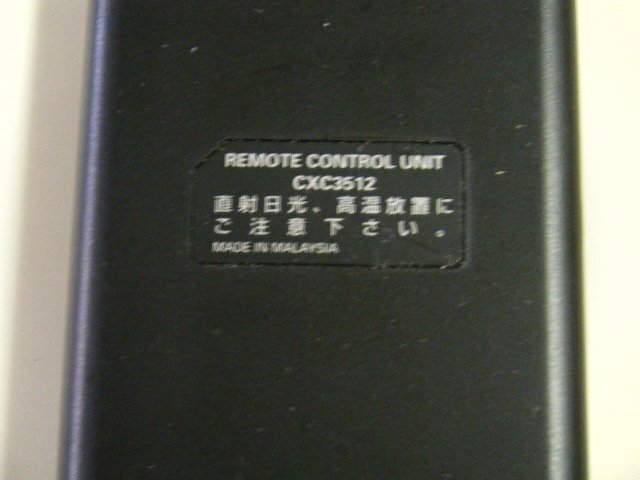 REMOTE CONTROL UNIT
CXC3512
直射日光、高温放置に
ご注意下さい。
MADE IN MALAYSIA